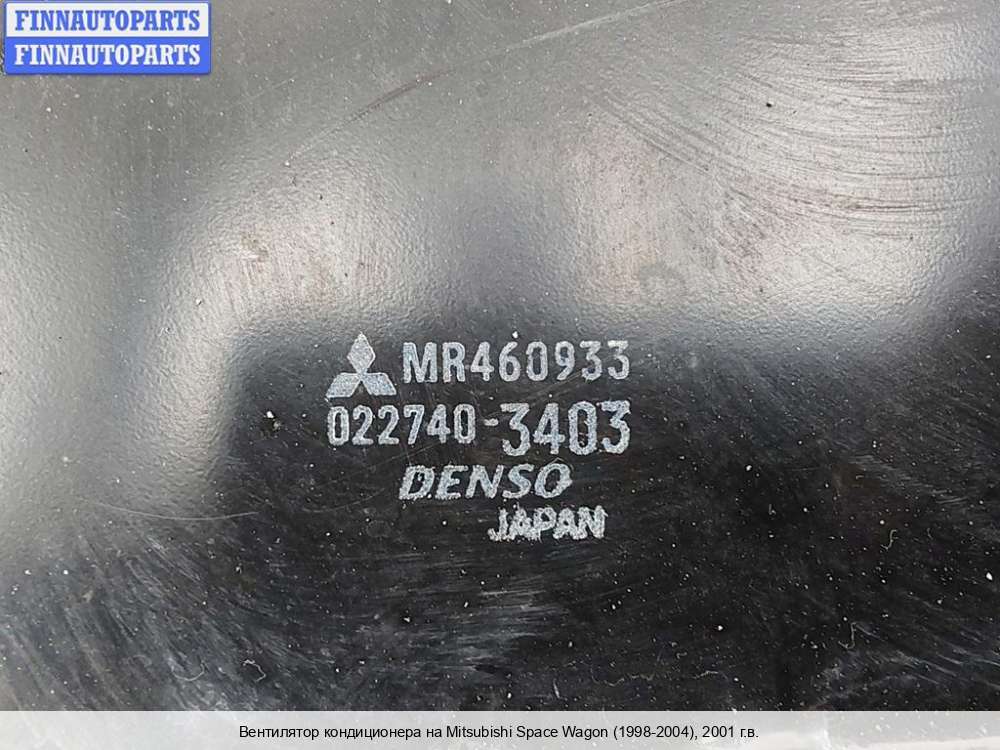 FINNAUTOPARTS
FINNAUTOPARTS
MR460933
022740-3403
DENSO
JAPAN
Вентилятор кондиционера на Mitsubishi Space Wagon (1998-2004), 2001 г.в.